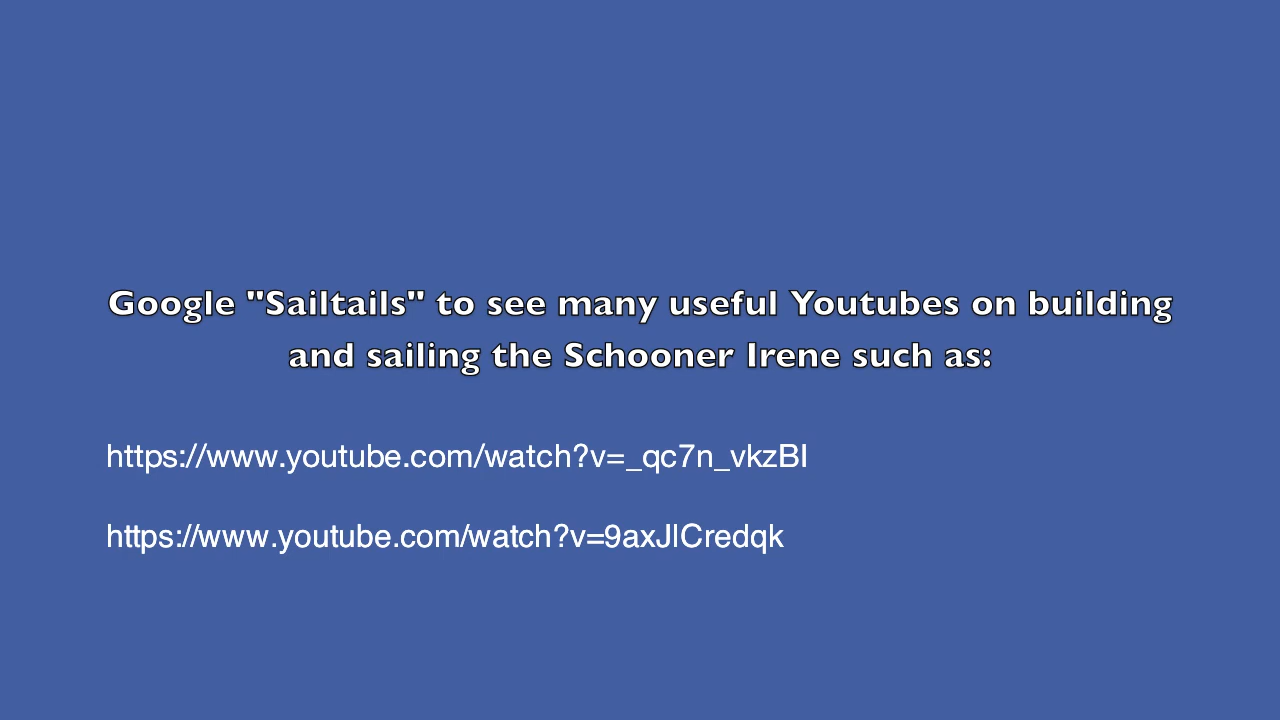 Google "Sailtails" to see many useful Youtubes on building
and sailing the Schooner Irene such as:
https://www.youtube.com/watch?v=_qc7n_vkzBI
https://www.youtube.com/watch?v=9axJlCredqk